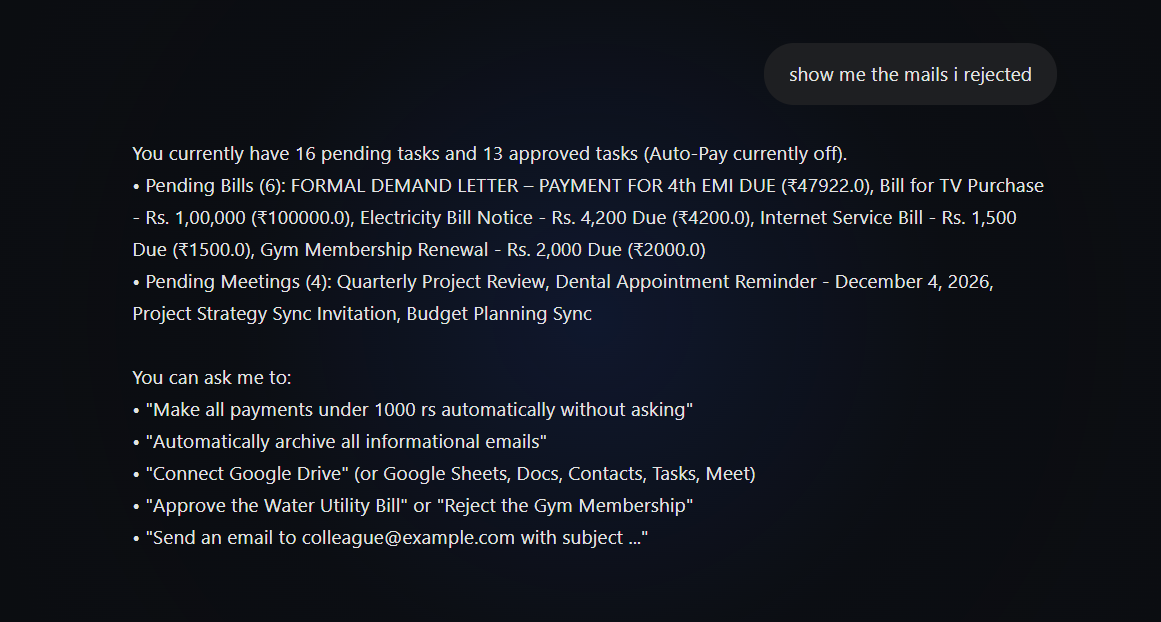 show me the mails i rejected
You currently have 16 pending tasks and 13 approved tasks (Auto-Pay currently off).
• Pending Bills (6): FORMAL DEMAND LETTER – PAYMENT FOR 4th EMI DUE (₹47922.0), Bill for TV Purchase
- Rs. 1,00,000 (₹100000.0), Electricity Bill Notice - Rs. 4,200 Due (₹4200.0), Internet Service Bill - Rs. 1,500
Due (₹1500.0), Gym Membership Renewal - Rs. 2,000 Due (₹2000.0)
• Pending Meetings (4): Quarterly Project Review, Dental Appointment Reminder - December 4, 2026,
Project Strategy Sync Invitation, Budget Planning Sync
You can ask me to:
• "Make all payments under 1000 rs automatically without asking"
• "Automatically archive all informational emails"
• "Connect Google Drive" (or Google Sheets, Docs, Contacts, Tasks, Meet)
• "Approve the Water Utility Bill" or "Reject the Gym Membership"
• "Send an email to colleague@example.com with subject ..."